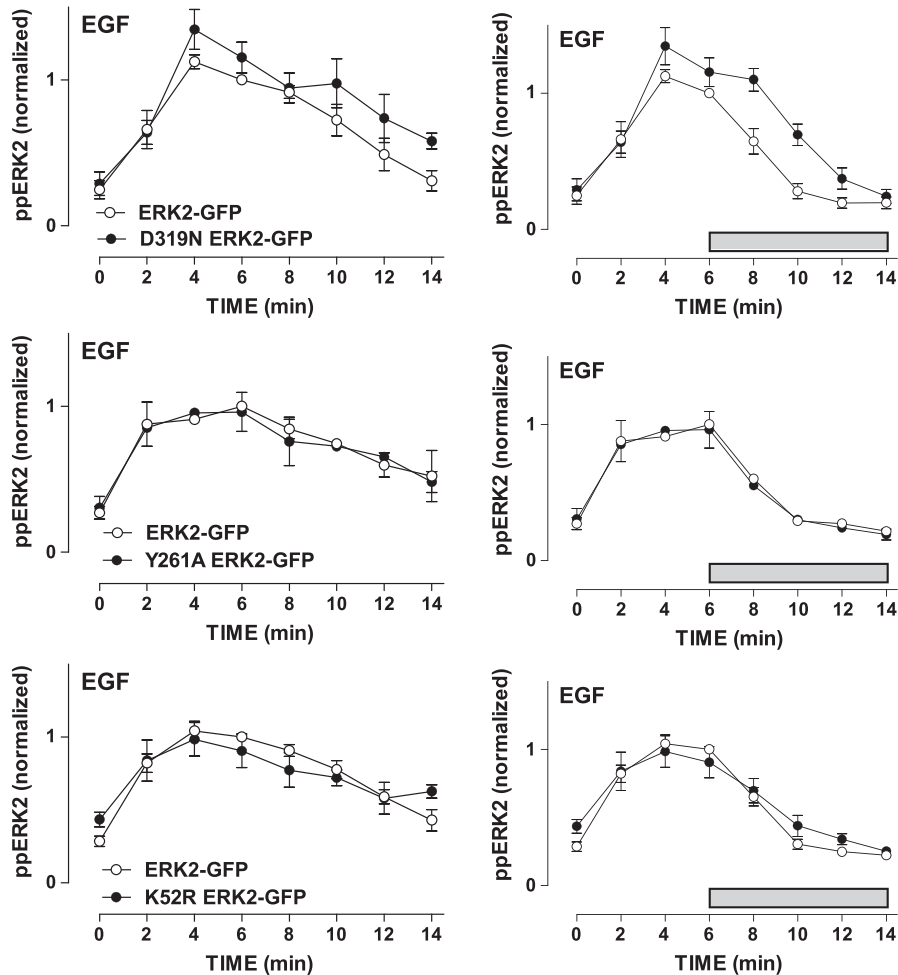 EGF
ppERK2 (normalized)
1
0
ERK2-GFP
D319N ERK2-GFP
0 2 4 6 8 10 12 14
TIME (min)
EGF
ppERK2 (normalized)
1
0
0 2 4 6 8 10 12 14
TIME (min)
EGF
ppERK2 (normalized)
1
0
ERK2-GFP
Y261A ERK2-GFP
0 2 4 6 8 10 12 14
TIME (min)
EGF
ppERK2 (normalized)
1
0
0 2 4 6 8 10 12 14
TIME (min)
EGF
ppERK2 (normalized)
1
0
ERK2-GFP
K52R ERK2-GFP
0 2 4 6 8 10 12 14
TIME (min)
EGF
ppERK2 (normalized)
1
0
0 2 4 6 8 10 12 14
TIME (min)